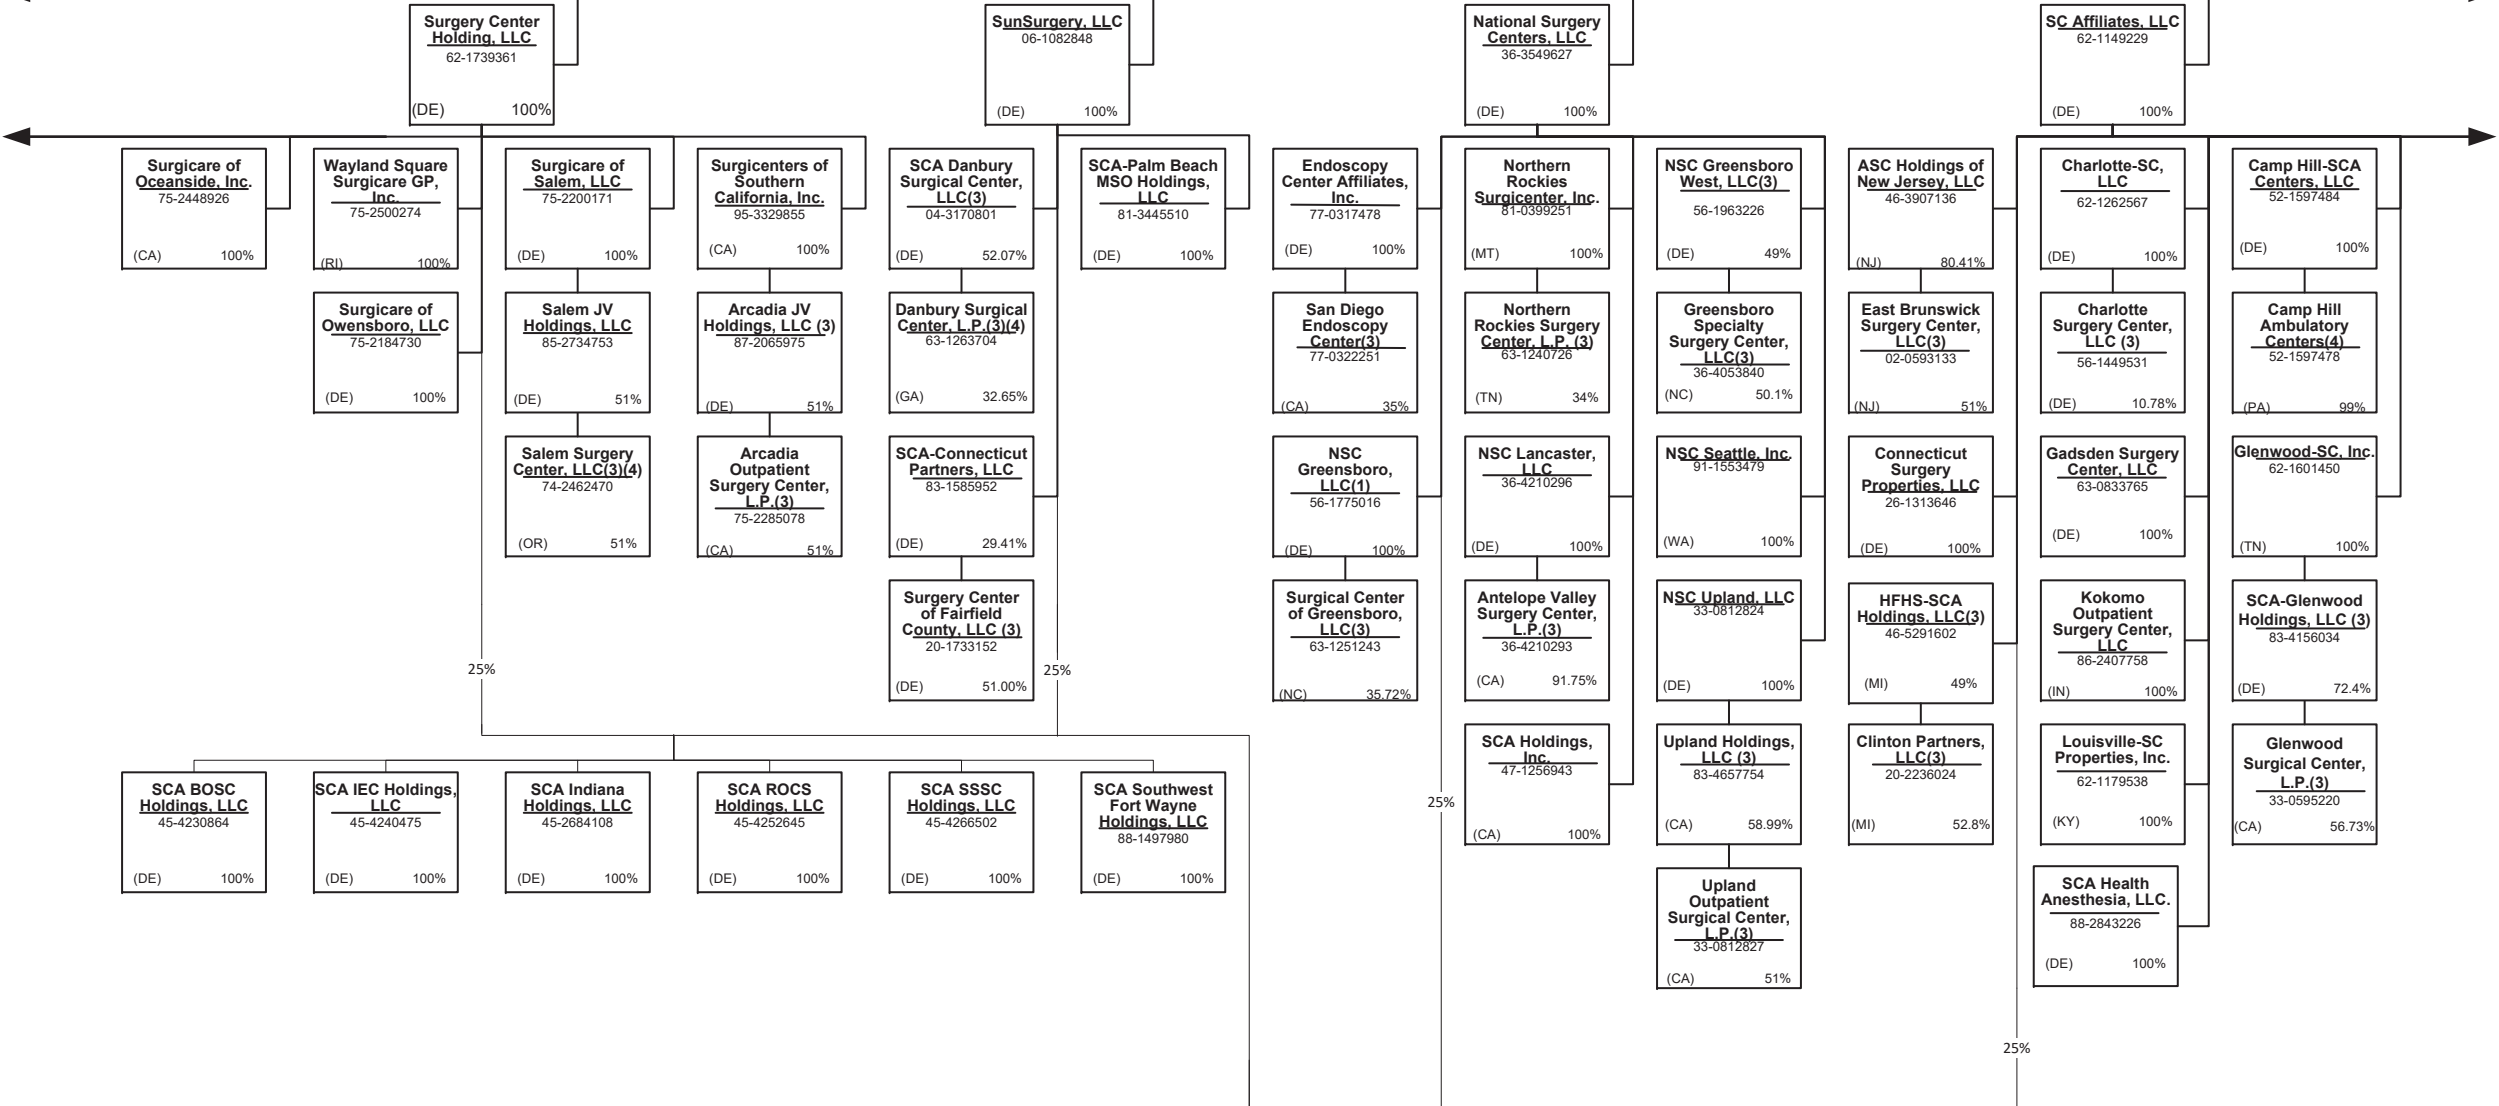 Surgery Center
Holding, LLC
62-1739361
(DE) 100%
SunSurgery, LLC
06-1082848
(DE) 100%
National Surgery
Centers, LLC
36-3549627
(DE) 100%
SC Affiliates, LLC
62-1149229
(DE) 100%
Surgicare of
Oceanside, Inc.
75-2448926
(CA) 100%
Wayland Square
Surgicare GP,
Inc.
75-2500274
(RI) 100%
Surgicare of
Salem, LLC
75-2200171
(DE) 100%
Surgicenters of
Southern
California, Inc.
95-3329855
(CA) 100%
SCA Danbury
Surgical Center,
LLC(3)
04-3170801
(DE) 52.07%
SCA-Palm Beach
MSO Holdings,
LLC
81-3445510
(DE) 100%
Endoscopy
Center Affiliates,
Inc.
77-0317478
(DE) 100%
Northern
Rockies
Surgicenter, Inc.
81-0399251
(MT) 100%
NSC Greensboro
West, LLC(3)
56-1963226
(DE) 49%
ASC Holdings of
New Jersey, LLC
46-3907136
(NJ) 80.41%
Charlotte-SC,
LLC
62-1262567
(DE) 100%
Camp Hill-SCA
Centers, LLC
52-1597484
(DE) 100%
Surgicare of
Owensboro, LLC
75-2184730
(DE) 100%
Salem JV
Holdings, LLC
85-2734753
(DE) 51%
Arcadia JV
Holdings, LLC (3)
87-2065975
(DE) 51%
Danbury Surgical
Center, L.P.(3)(4)
63-1263704
(GA) 32.65%
San Diego
Endoscopy
Center(3)
77-0322251
(CA) 35%
Northern
Rockies Surgery
Center, L.P. (3)
63-1240726
(TN) 34%
Greensboro
Specialty
Surgery Center,
LLC(3)
36-4053840
(NC) 50.1%
East Brunswick
Surgery Center,
LLC(3)
02-0593133
(NJ) 51%
Charlotte
Surgery Center,
LLC (3)
56-1449531
(DE) 10.78%
Camp Hill
Ambulatory
Centers(4)
52-1597478
(PA) 99%
Salem Surgery
Center, LLC(3)(4)
74-2462470
(OR) 51%
Arcadia
Outpatient
Surgery Center,
L.P.(3)
75-2285078
(CA) 51%
SCA-Connecticut
Partners, LLC
83-1585952
(DE) 29.41%
NSC
Greensboro,
LLC(1)
56-1775016
(DE) 100%
NSC Lancaster,
LLC
36-4210296
(DE) 100%
NSC Seattle, Inc.
91-1553479
(WA) 100%
Connecticut
Surgery
Properties, LLC
26-1313646
(DE) 100%
Gadsden Surgery
Center, LLC
63-0833765
(DE) 100%
Glenwood-SC, Inc.
62-1601450
(TN) 100%
Surgery Center
of Fairfield
County, LLC (3)
20-1733152
(DE) 51.00%
Surgical Center
of Greensboro,
LLC(3)
63-1251243
(NC) 35.72%
Antelope Valley
Surgery Center,
L.P.(3)
36-4210293
(CA) 91.75%
NSC Upland, LLC
33-0812824
(DE) 100%
HFHS-SCA
Holdings, LLC(3)
46-5291602
(MI) 49%
Kokomo
Outpatient
Surgery Center,
LLC
86-2407758
(IN) 100%
SCA-Glenwood
Holdings, LLC (3)
83-4156034
(DE) 72.4%
25%
25%
SCA Holdings,
Inc.
47-1256943
(CA) 100%
Upland Holdings,
LLC (3)
83-4657754
(CA) 58.99%
Clinton Partners,
LLC(3)
20-2236024
(MI) 52.8%
Louisville-SC
Properties, Inc.
62-1179538
(KY) 100%
Glenwood
Surgical Center,
L.P.(3)
33-0595220
(CA) 56.73%
SCA BOSC
Holdings, LLC
45-4230864
(DE) 100%
SCA IEC Holdings,
LLC
45-4240475
(DE) 100%
SCA Indiana
Holdings, LLC
45-2684108
(DE) 100%
SCA ROCS
Holdings, LLC
45-4252645
(DE) 100%
SCA SSSC
Holdings, LLC
45-4266502
(DE) 100%
SCA Southwest
Fort Wayne
Holdings, LLC
88-1497980
(DE) 100%
25%
Upland
Outpatient
Surgical Center,
L.P.(3)
33-0812827
(CA) 51%
SCA Health
Anesthesia, LLC.
88-2843226
(DE) 100%
25%